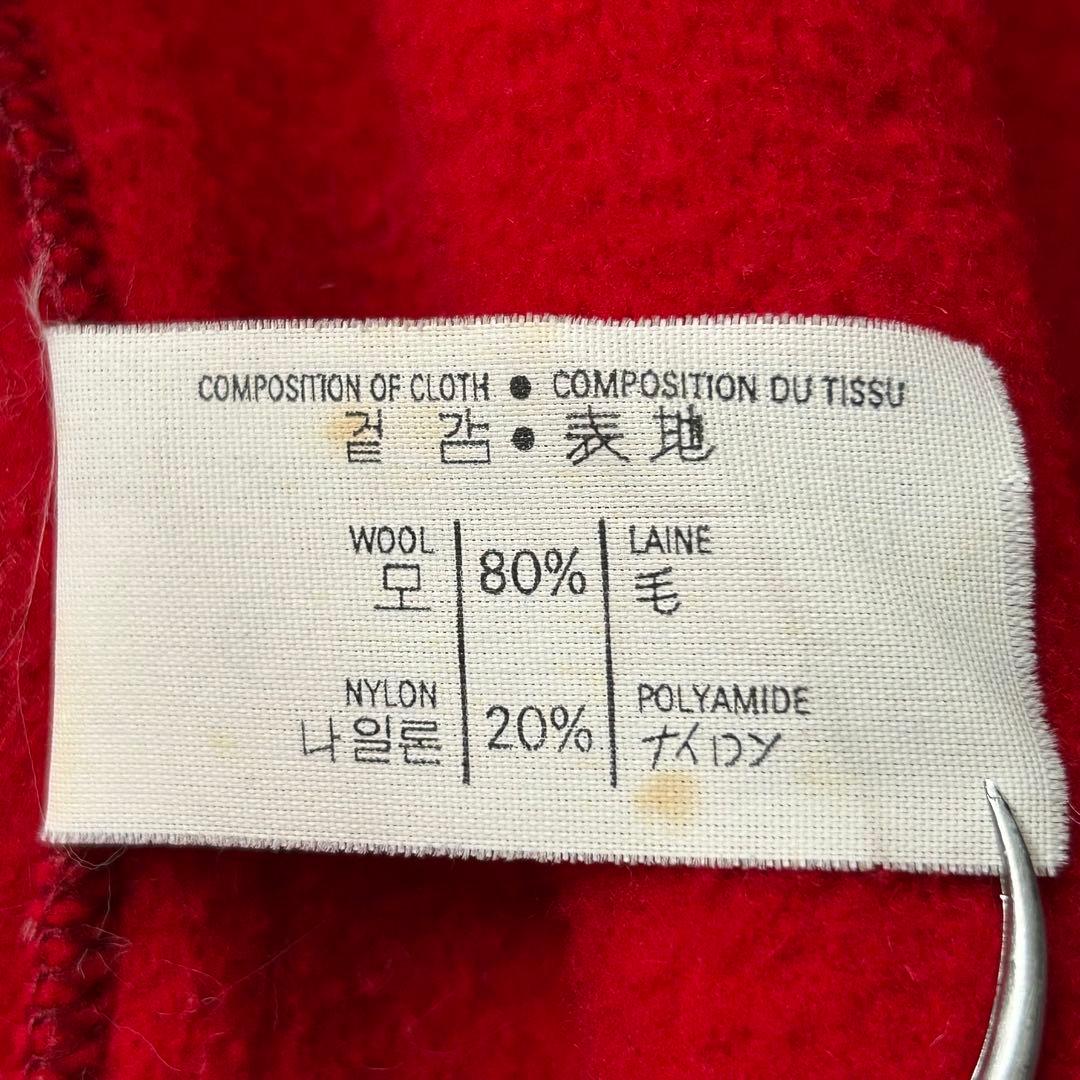 COMPOSITION OF CLOTH ● COMPOSITION DU TISSU
겉 감 ● 表地
WOOL 80% LAINE
모 毛
NYLON 20% POLYAMIDE
나일론 ナイロン